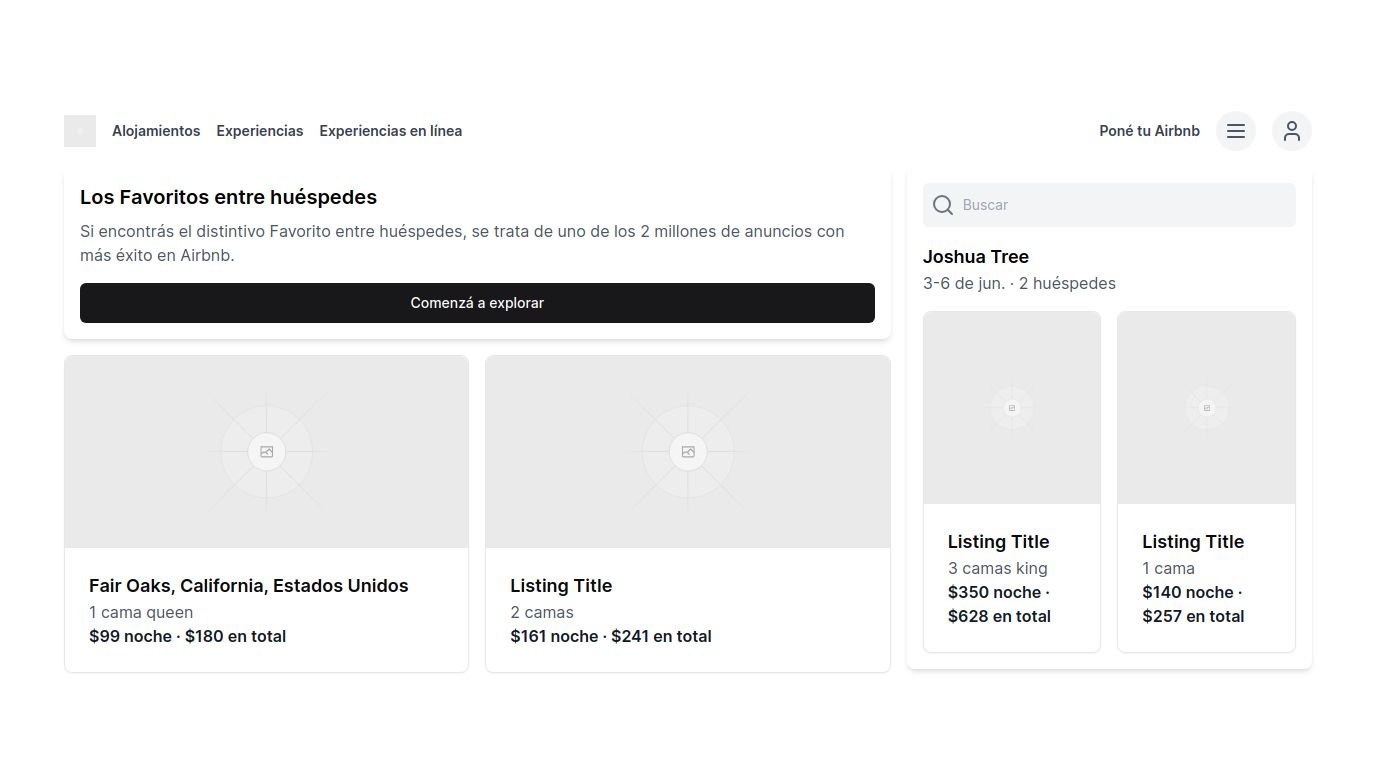 Alojamientos Experiencias Experiencias en línea Poné tu Airbnb
Los Favoritos entre huéspedes
Si encontrás el distintivo Favorito entre huéspedes, se trata de uno de los 2 millones de anuncios con
más éxito en Airbnb.
Comenzá a explorar
Fair Oaks, California, Estados Unidos
1 cama queen
$99 noche · $180 en total
Listing Title
2 camas
$161 noche · $241 en total
Buscar
Joshua Tree
3-6 de jun. · 2 huéspedes
Listing Title
3 camas king
$350 noche ·
$628 en total
Listing Title
1 cama
$140 noche ·
$257 en total